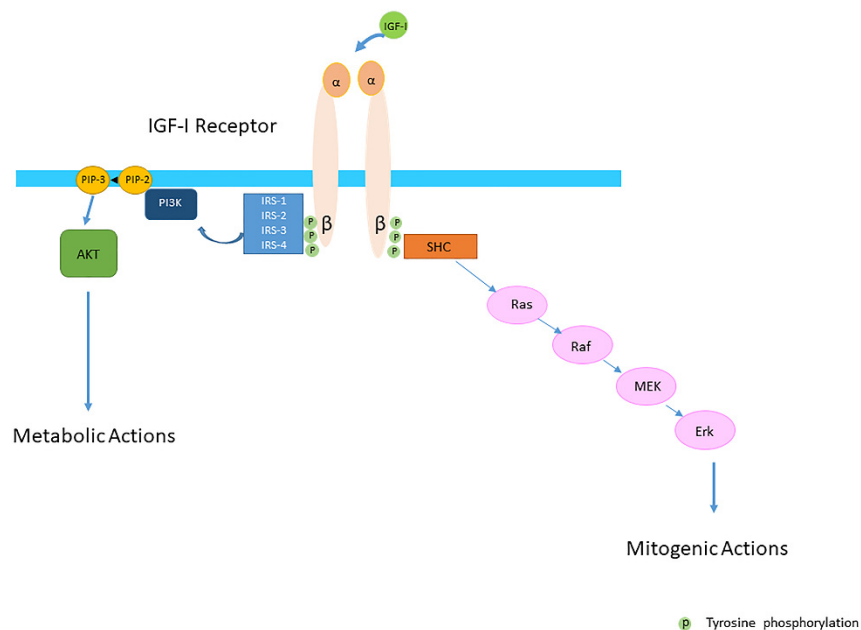 IGF-I
α α
IGF-I Receptor
PIP-3 PIP-2
PI3K
IRS-1
IRS-2
IRS-3
IRS-4
P
P
P
β
β
P
P
P
SHC
AKT
Ras
Raf
MEK
Erk
Metabolic Actions
Mitogenic Actions
P Tyrosine phosphorylation